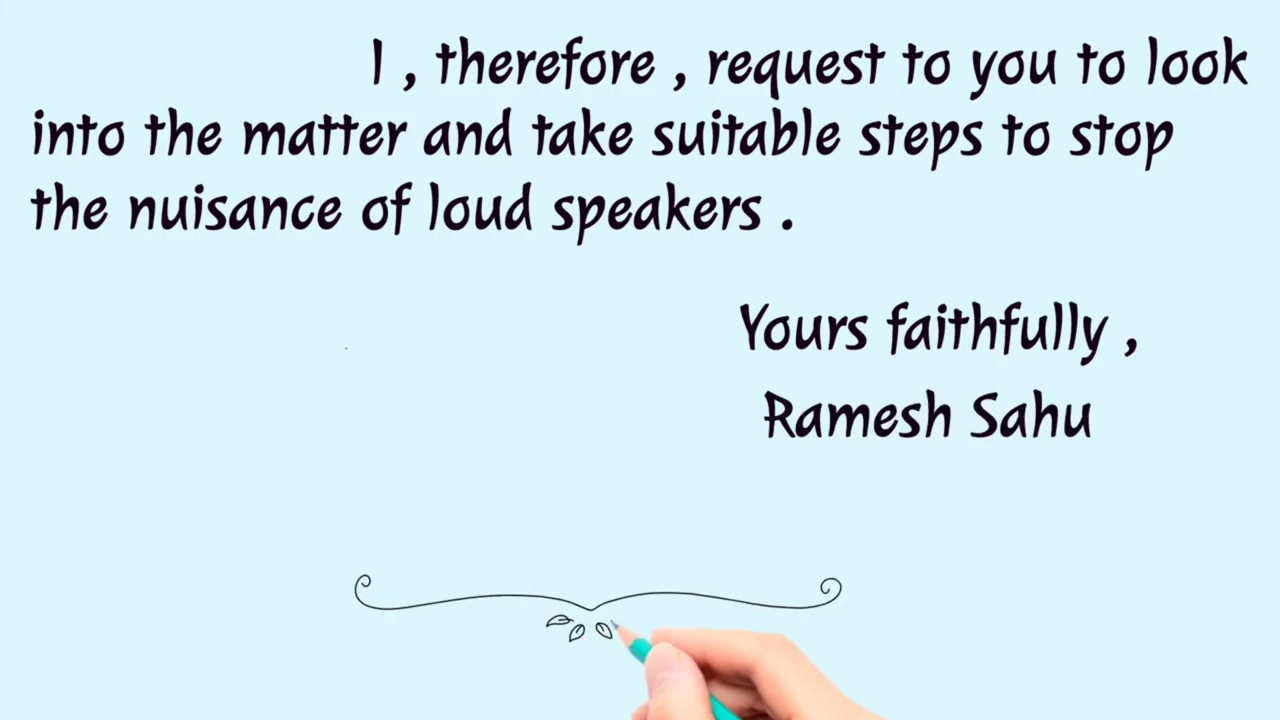 I , therefore , request to you to look
into the matter and take suitable steps to stop
the nuisance of loud speakers .
Yours faithfully ,
Ramesh Sahu